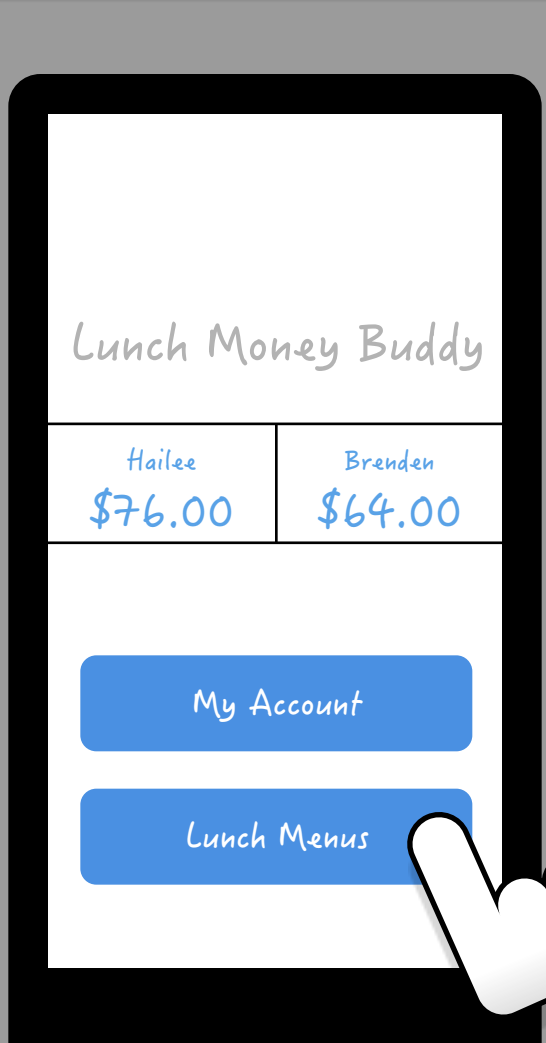 Lunch Money Buddy
Hailee
$76.00
Brenden
$64.00
My Account
Lunch Menus